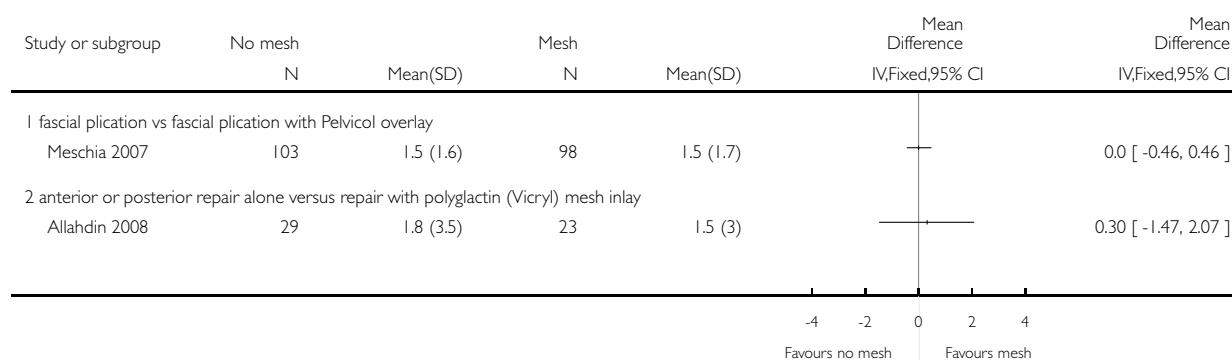 Mean Mean
Study or subgroup No mesh Mesh Difference Difference
N Mean(SD) N Mean(SD) IV,Fixed,95% CI IV,Fixed,95% CI
1 fascial plication vs fascial plication with Pelvicol overlay
Meschia 2007 103 1.5 (1.6) 98 1.5 (1.7) 0.0 [ -0.46, 0.46 ]
2 anterior or posterior repair alone versus repair with polyglactin (Vicryl) mesh inlay
Allahdin 2008 29 1.8 (3.5) 23 1.5 (3) 0.30 [ -1.47, 2.07 ]
-4 -2 0 2 4
Favours no mesh Favours mesh